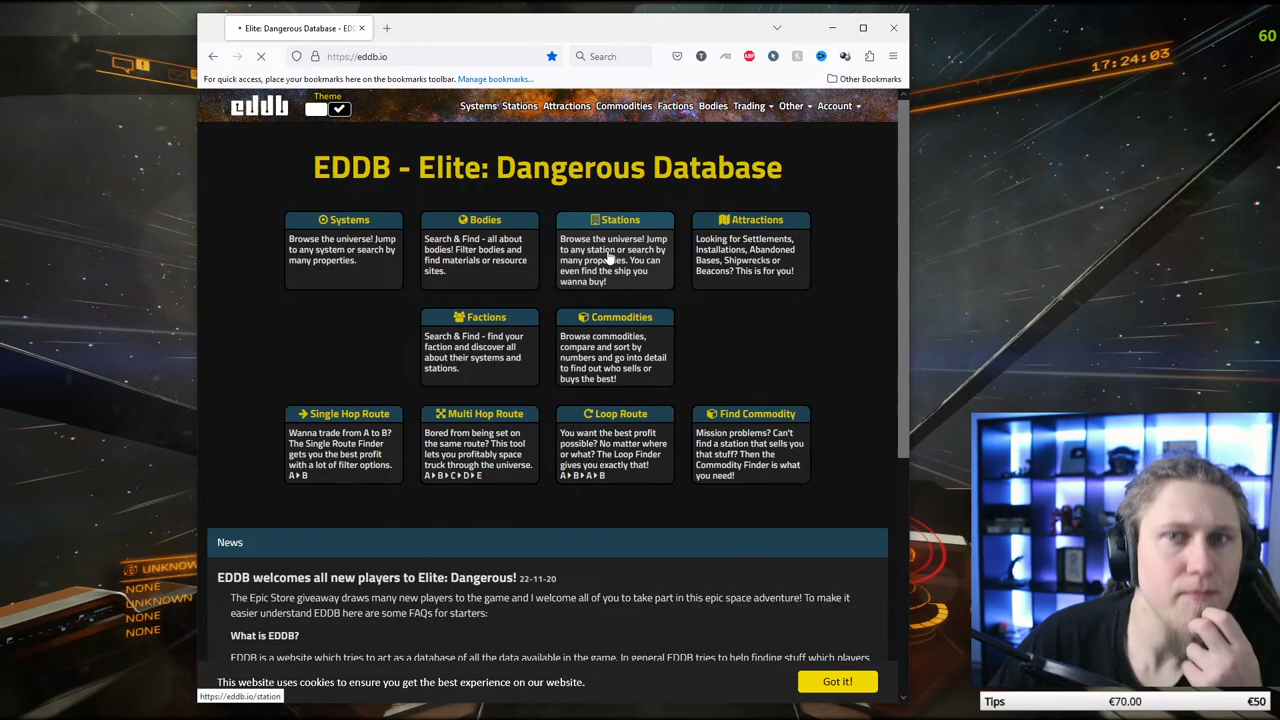 60
17:24:03
Elite: Dangerous Database - EDD
https://eddb.io
Search
For quick access, place your bookmarks here on the bookmarks toolbar. Manage bookmarks...
Other Bookmarks
eddb
Theme
Systems Stations Attractions Commodities Factions Bodies Trading Other Account
EDDB - Elite: Dangerous Database
Systems
Browse the universe! Jump
to any system or search by
many properties.
Bodies
Search & Find - all about
bodies! Filter bodies and
find materials or resource
sites.
Stations
Browse the universe! Jump
to any station or search by
many properties. You can
even find the ship you
wanna buy!
Attractions
Looking for Settlements,
Installations, Abandoned
Bases, Shipwrecks or
Beacons? This is for you!
Factions
Search & Find - find your
faction and discover all
about their systems and
stations.
Commodities
Browse commodities,
compare and sort by
numbers and go into detail
to find out who sells or
buys the best!
Single Hop Route
Wanna trade from A to B?
The Single Route Finder
gets you the best profit
with a lot of filter options.
A B
Multi Hop Route
Bored from being set on
the same route? This tool
lets you profitably space
truck through the universe.
A B C D E
Loop Route
You want the best profit
possible? No matter where
or what? The Loop Finder
gives you exactly that!
A B A B
Find Commodity
Mission problems? Can't
find a station that sells you
that stuff? Then the
Commodity Finder is what
you need!
News
EDDB welcomes all new players to Elite: Dangerous! 22-11-20
The Epic Store giveaway draws many new players to the game and I welcome all of you to take part in this epic space adventure! To make it
easier understand EDDB here are some FAQs for starters:
What is EDDB?
EDDB is a website which tries to act as a database of all the data available in the game. In general EDDB tries to help finding stuff which players
This website uses cookies to ensure you get the best experience on our website.
Got it!
https://eddb.io/station
UNKNOWN
NONE
UNKNOWN
NONE
NONE
Tips €70.00 €50